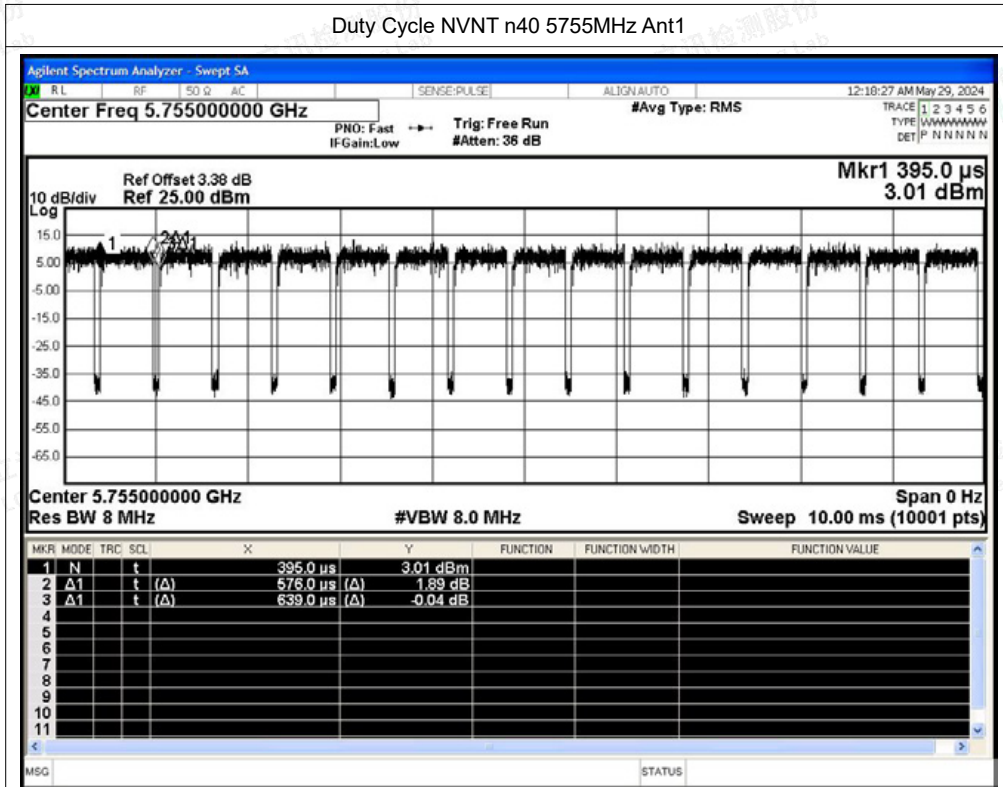 Duty Cycle NVNT n40 5755MHz Ant1
Agilent Spectrum Analyzer - Swept SA
RL RF 50 Ω AC SENSE:PULSE ALIGN AUTO 12:18:27 AM May 29, 2024
Center Freq 5.755000000 GHz #Avg Type: RMS TRACE 1 2 3 4 5 6
PNO: Fast Trig: Free Run TYPE WWWWWW
IFGain:Low #Atten: 36 dB DET P N N N N N
Mkr1 395.0 µs
Ref Offset 3.38 dB
10 dB/div Ref 25.00 dBm 3.01 dBm
Log
15.0
1 2Δ1
5.00
-5.00
-15.0
-25.0
-35.0
-45.0
-55.0
-65.0
Center 5.755000000 GHz Span 0 Hz
Res BW 8 MHz #VBW 8.0 MHz Sweep 10.00 ms (10001 pts)
MKR MODE TRC SCL X Y FUNCTION FUNCTION WIDTH FUNCTION VALUE
1 N t 395.0 µs 3.01 dBm
2 Δ1 t (Δ) 576.0 µs (Δ) 1.89 dB
3 Δ1 t (Δ) 639.0 µs (Δ) -0.04 dB
4
5
6
7
8
9
10
11
MSG STATUS